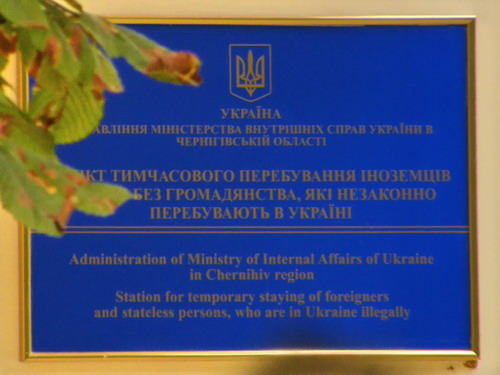 УКРАЇНА
МІНІСТЕРСТВА ВНУТРІШНІХ СПРАВ УКРАЇНИ В
ЧЕРНІГІВСЬКІЙ ОБЛАСТІ
ТИМЧАСОВОГО ПЕРЕБУВАННЯ ІНОЗЕМЦІВ
БЕЗ ГРОМАДЯНСТВА, ЯКІ НЕЗАКОННО
ПЕРЕБУВАЮТЬ В УКРАЇНІ
Administration of Ministry of Internal Affairs of Ukraine
in Chernihiv region
Station for temporary staying of foreigners
and stateless persons, who are in Ukraine illegally